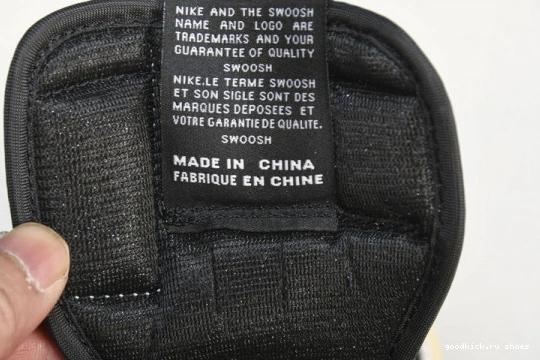 NIKE AND THE SWOOSH
NAME AND LOGO ARE
TRADEMARKS AND YOUR
GUARANTEE OF QUALITY
SWOOSH
NIKE.LE TERME SWOOSH
ET SON SIGLE SONT DES
MARQUES DEPOSEES ET
VOTRE GARANTIE DE QUALITE.
SWOOSH
MADE IN CHINA
FABRIQUE EN CHINE
goodkick.ru shoes